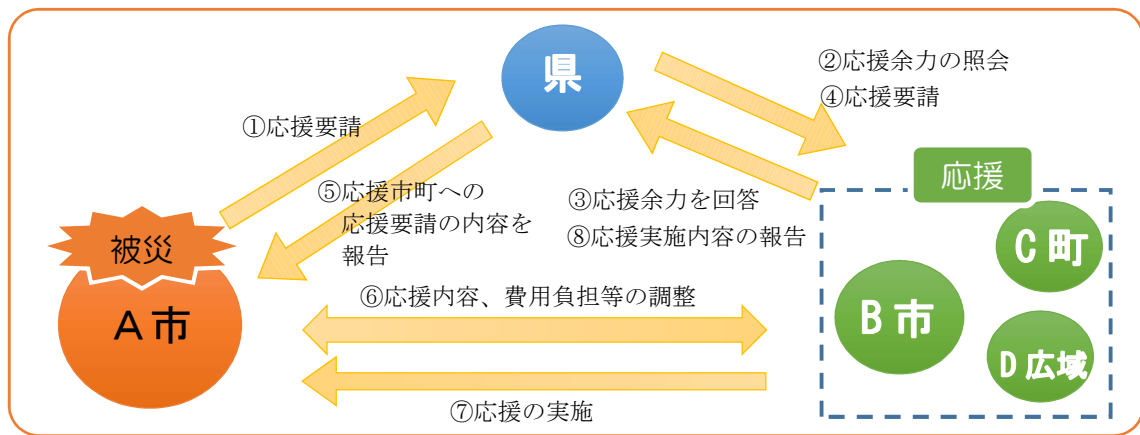 県
②応援余力の照会
④応援要請
①応援要請
応援
⑤応援市町への
応援要請の内容を
報告
③応援余力を回答
⑧応援実施内容の報告
被災
A市
C町
B市
D広域
⑥応援内容、費用負担等の調整
⑦応援の実施